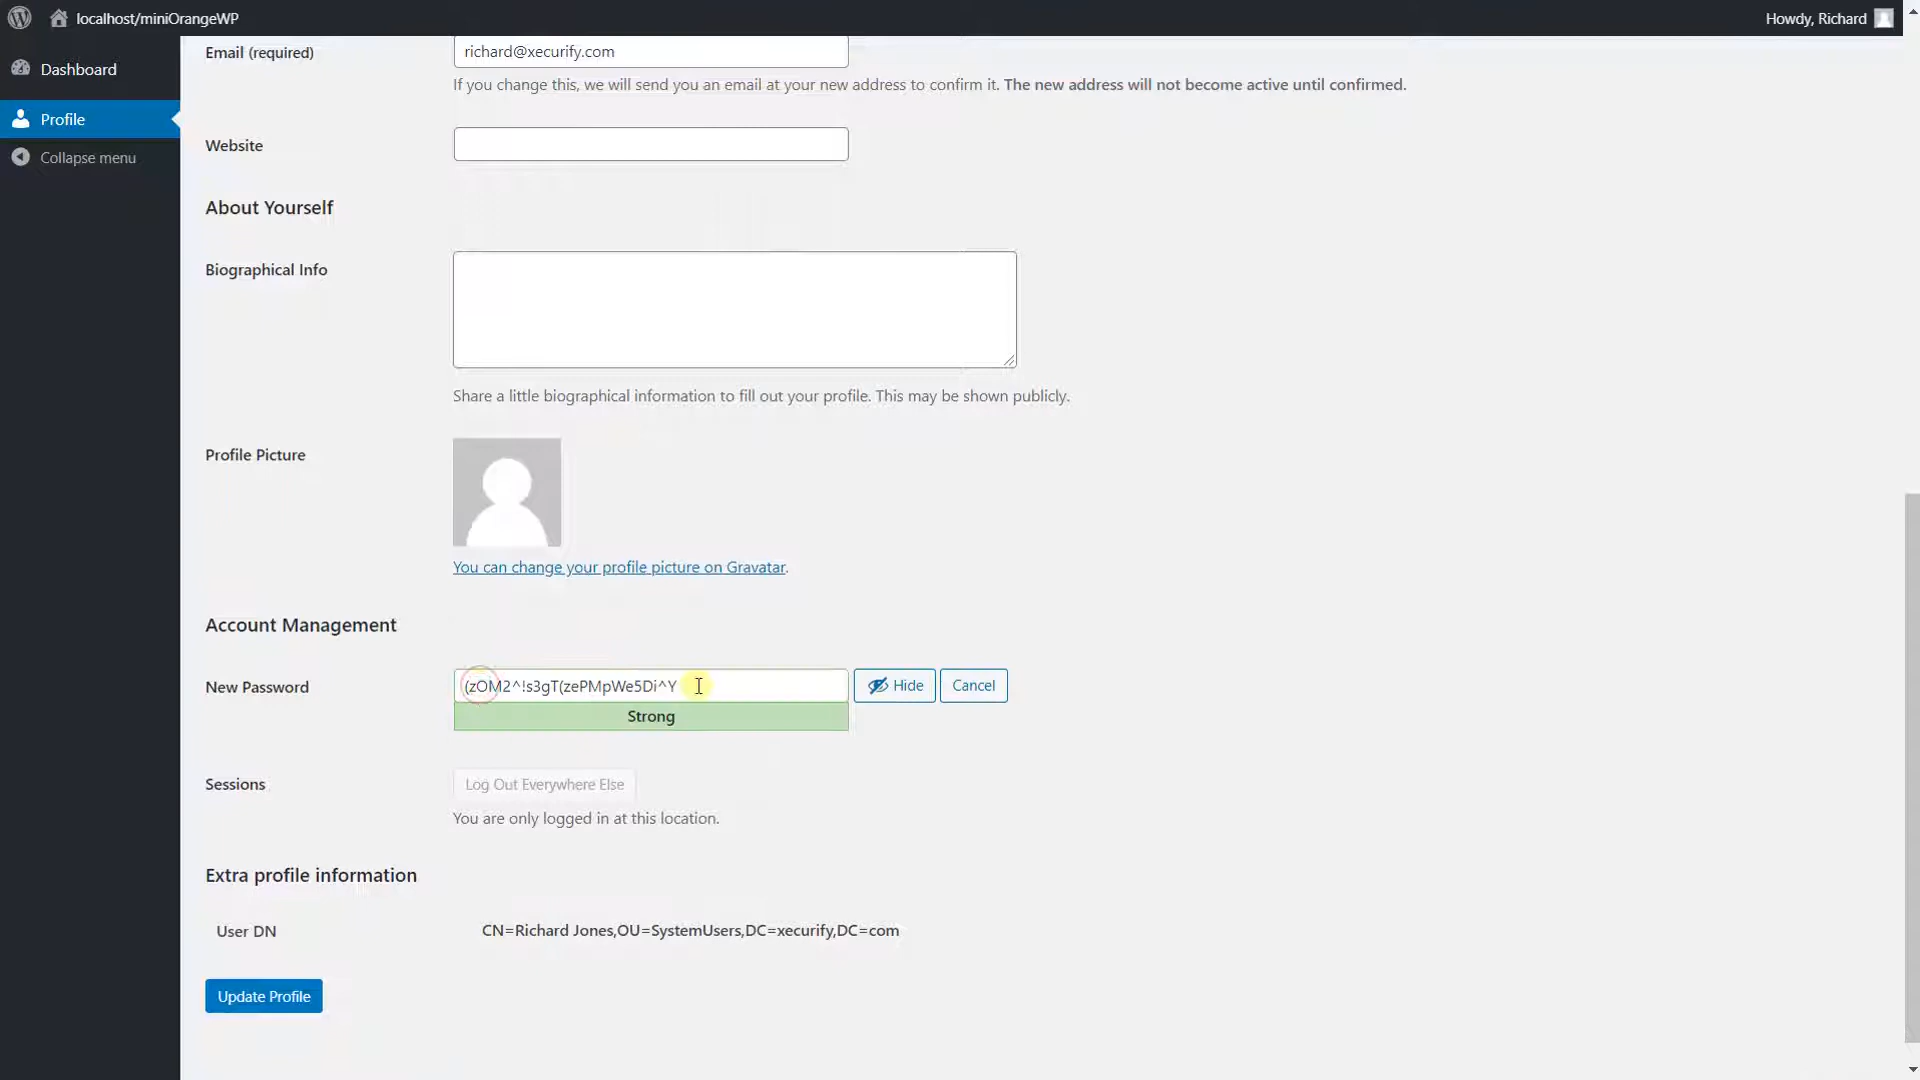 localhost/miniOrangeWP
Howdy, Richard
Dashboard
Profile
Collapse menu
Email (required)
richard@xecurify.com
If you change this, we will send you an email at your new address to confirm it. The new address will not become active until confirmed.
Website
About Yourself
Biographical Info
Share a little biographical information to fill out your profile. This may be shown publicly.
Profile Picture
You can change your profile picture on Gravatar.
Account Management
New Password
(zOM2^!s3gT(zePMpWe5Di^Y
Hide
Cancel
Strong
Sessions
Log Out Everywhere Else
You are only logged in at this location.
Extra profile information
User DN
CN=Richard Jones,OU=SystemUsers,DC=xecurify,DC=com
Update Profile